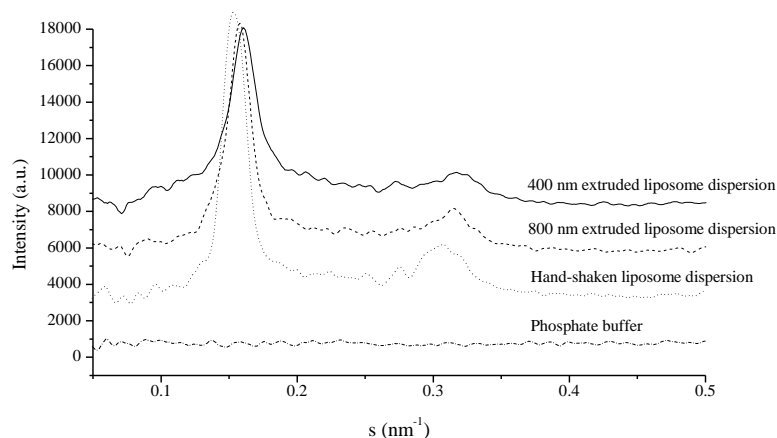 18000
16000
14000
12000
10000
8000
6000
4000
2000
0
Intensity (a.u.)
400 nm extruded liposome dispersion
800 nm extruded liposome dispersion
Hand-shaken liposome dispersion
Phosphate buffer
0.1 0.2 0.3 0.4 0.5
s (nm⁻¹)